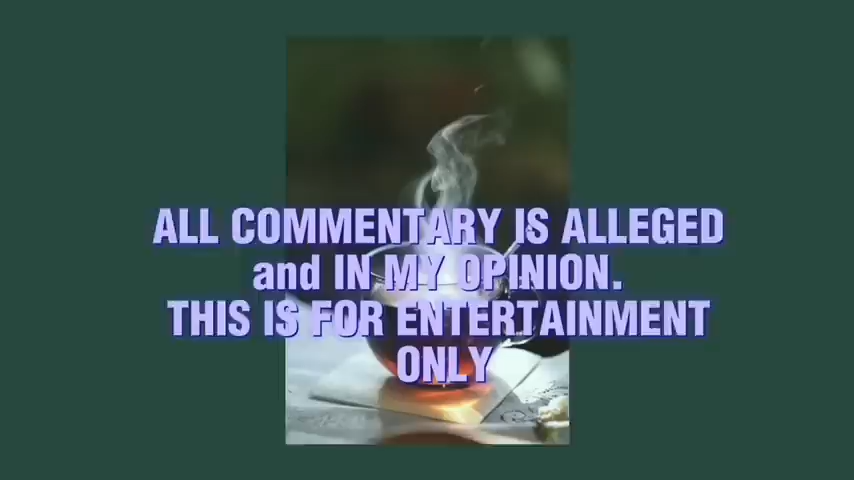 ALL COMMENTARY IS ALLEGED
and IN MY OPINION.
THIS IS FOR ENTERTAINMENT
ONLY